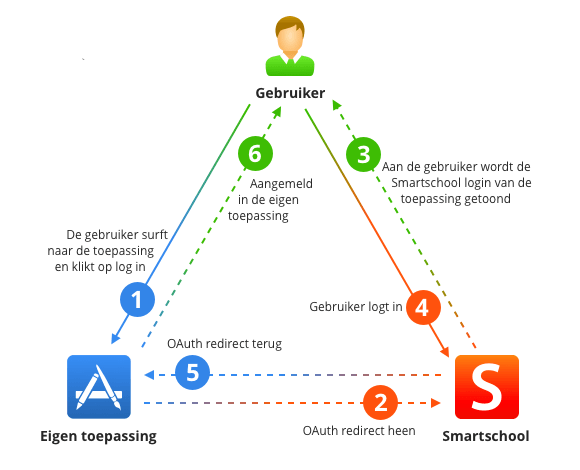 Gebruiker
6
3
Aangemeld
in de eigen
toepassing
Aan de gebruiker wordt de
Smartschool login van de
toepassing getoond
De gebruiker surft
naar de toepassing
en klikt op log in
1
Gebruiker logt in
4
OAuth redirect terug
5
S
2
OAuth redirect heen
Eigen toepassing
Smartschool